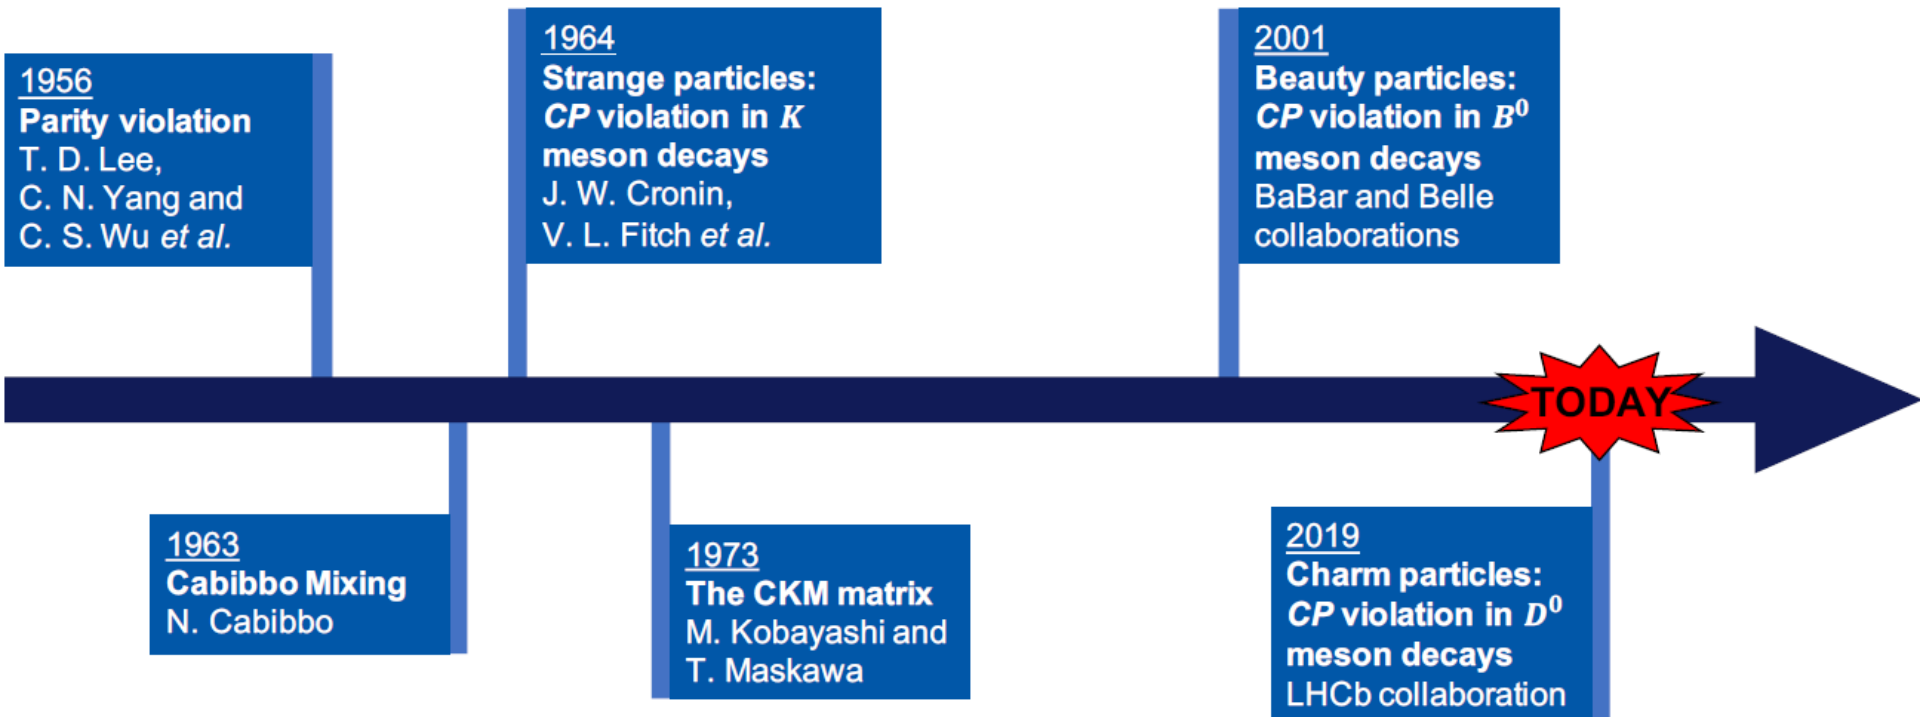 1956
Parity violation
T. D. Lee,
C. N. Yang and
C. S. Wu et al.
1964
Strange particles:
CP violation in K
meson decays
J. W. Cronin,
V. L. Fitch et al.
2001
Beauty particles:
CP violation in B⁰
meson decays
BaBar and Belle
collaborations
TODAY
1963
Cabibbo Mixing
N. Cabibbo
1973
The CKM matrix
M. Kobayashi and
T. Maskawa
2019
Charm particles:
CP violation in D⁰
meson decays
LHCb collaboration